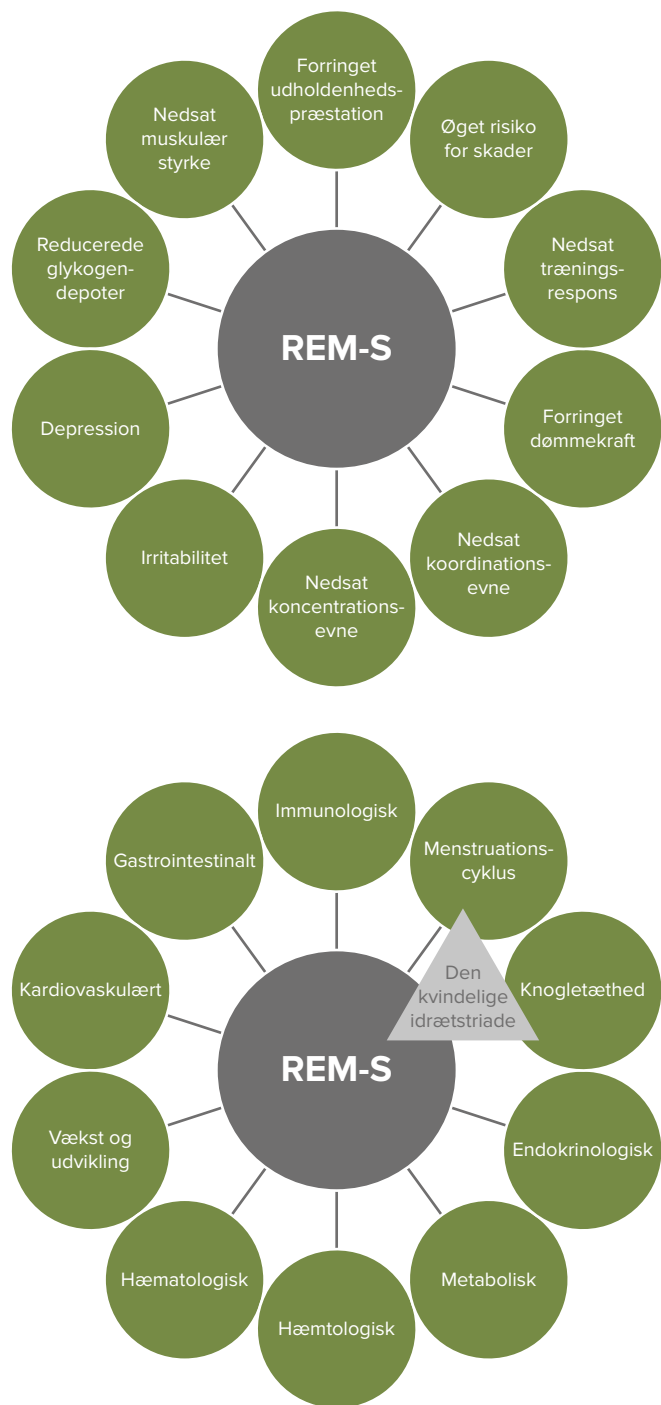 Forringet
udholdenheds-
præstation
Øget risiko
for skader
Nedsat
trænings-
respons
Forringet
dømmekraft
Nedsat
koordinations-
evne
Nedsat
koncentrations-
evne
Irritabilitet
Depression
Reducerede
glykogen-
depoter
Nedsat
muskulær
styrke
REM-S
Immunologisk
Menstruations-
cyklus
Den
kvindelige
idrætstriade
Knogletæthed
Endokrinologisk
Metabolisk
Hæmtologisk
Hæmatologisk
Vækst og
udvikling
Kardiovaskulært
Gastrointestinalt
REM-S